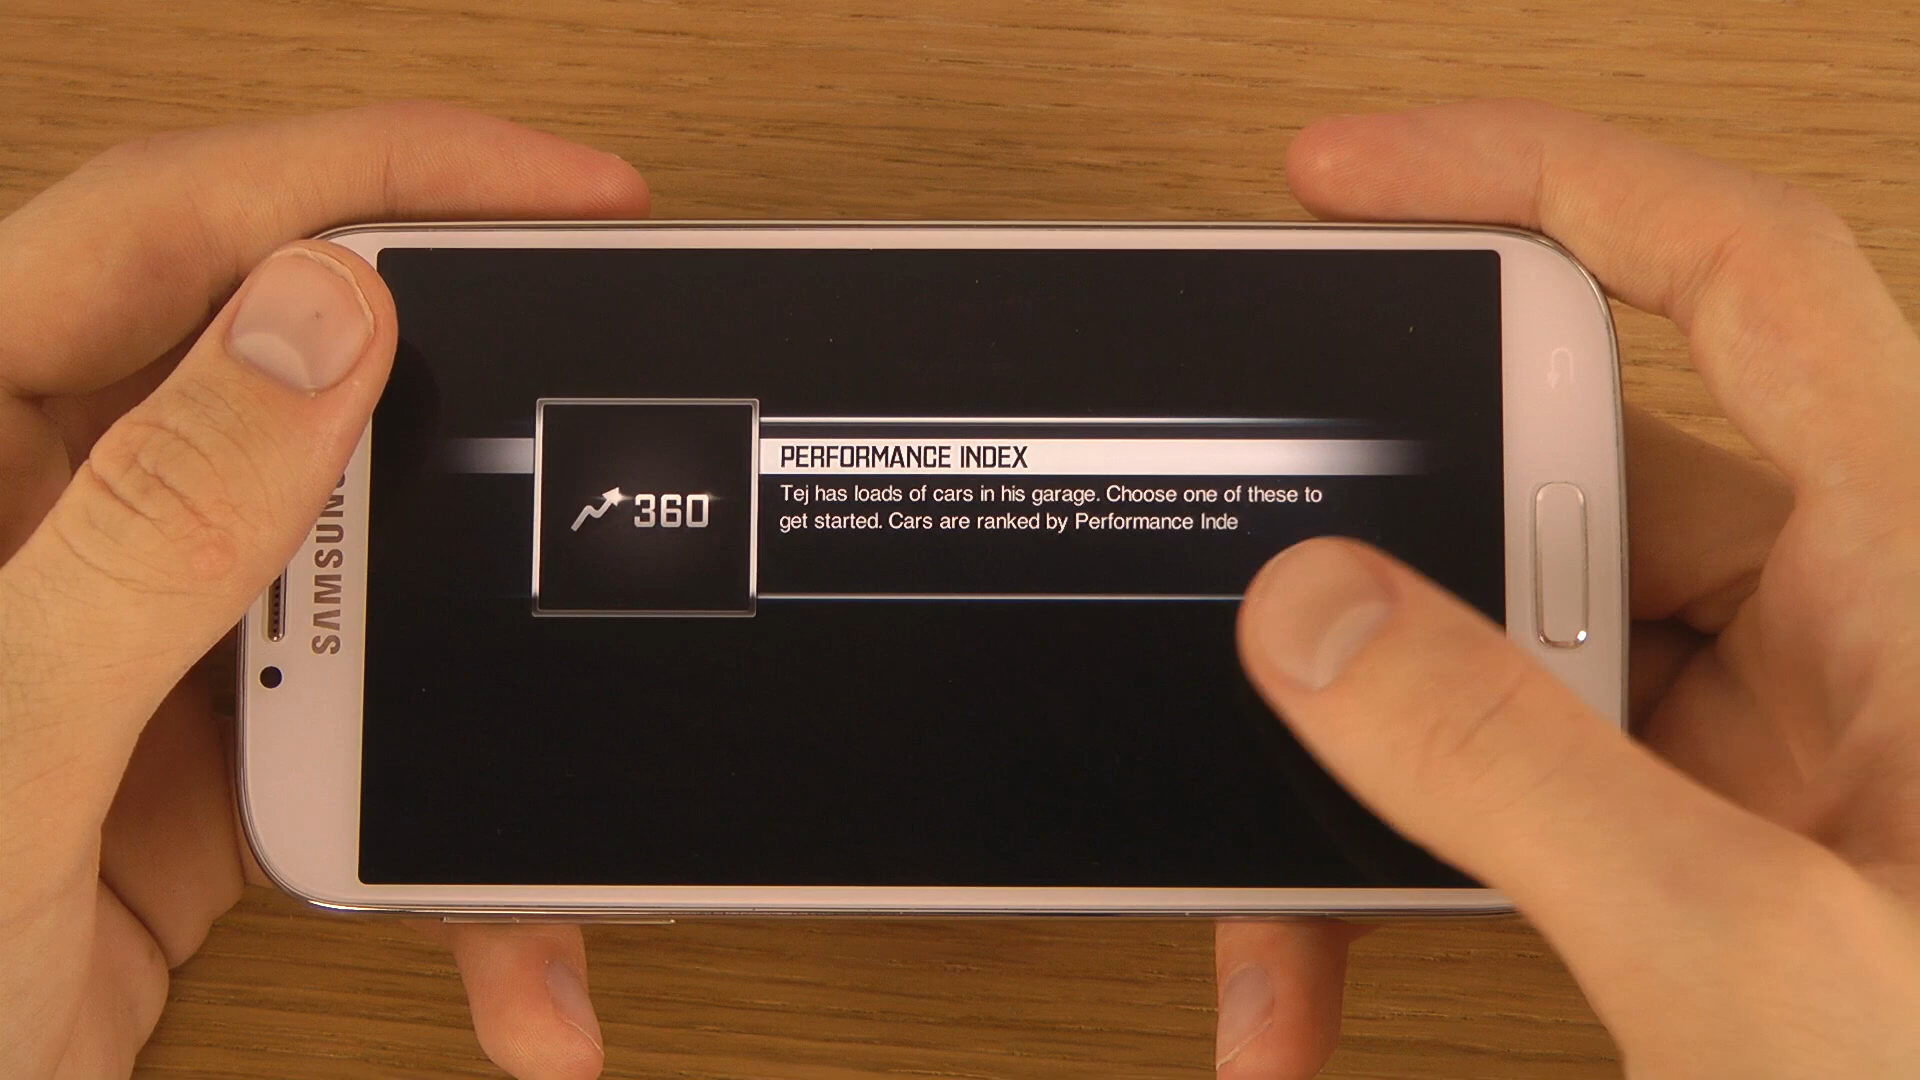 SAMSUNG
360
PERFORMANCE INDEX
Tej has loads of cars in his garage. Choose one of these to
get started. Cars are ranked by Performance Inde